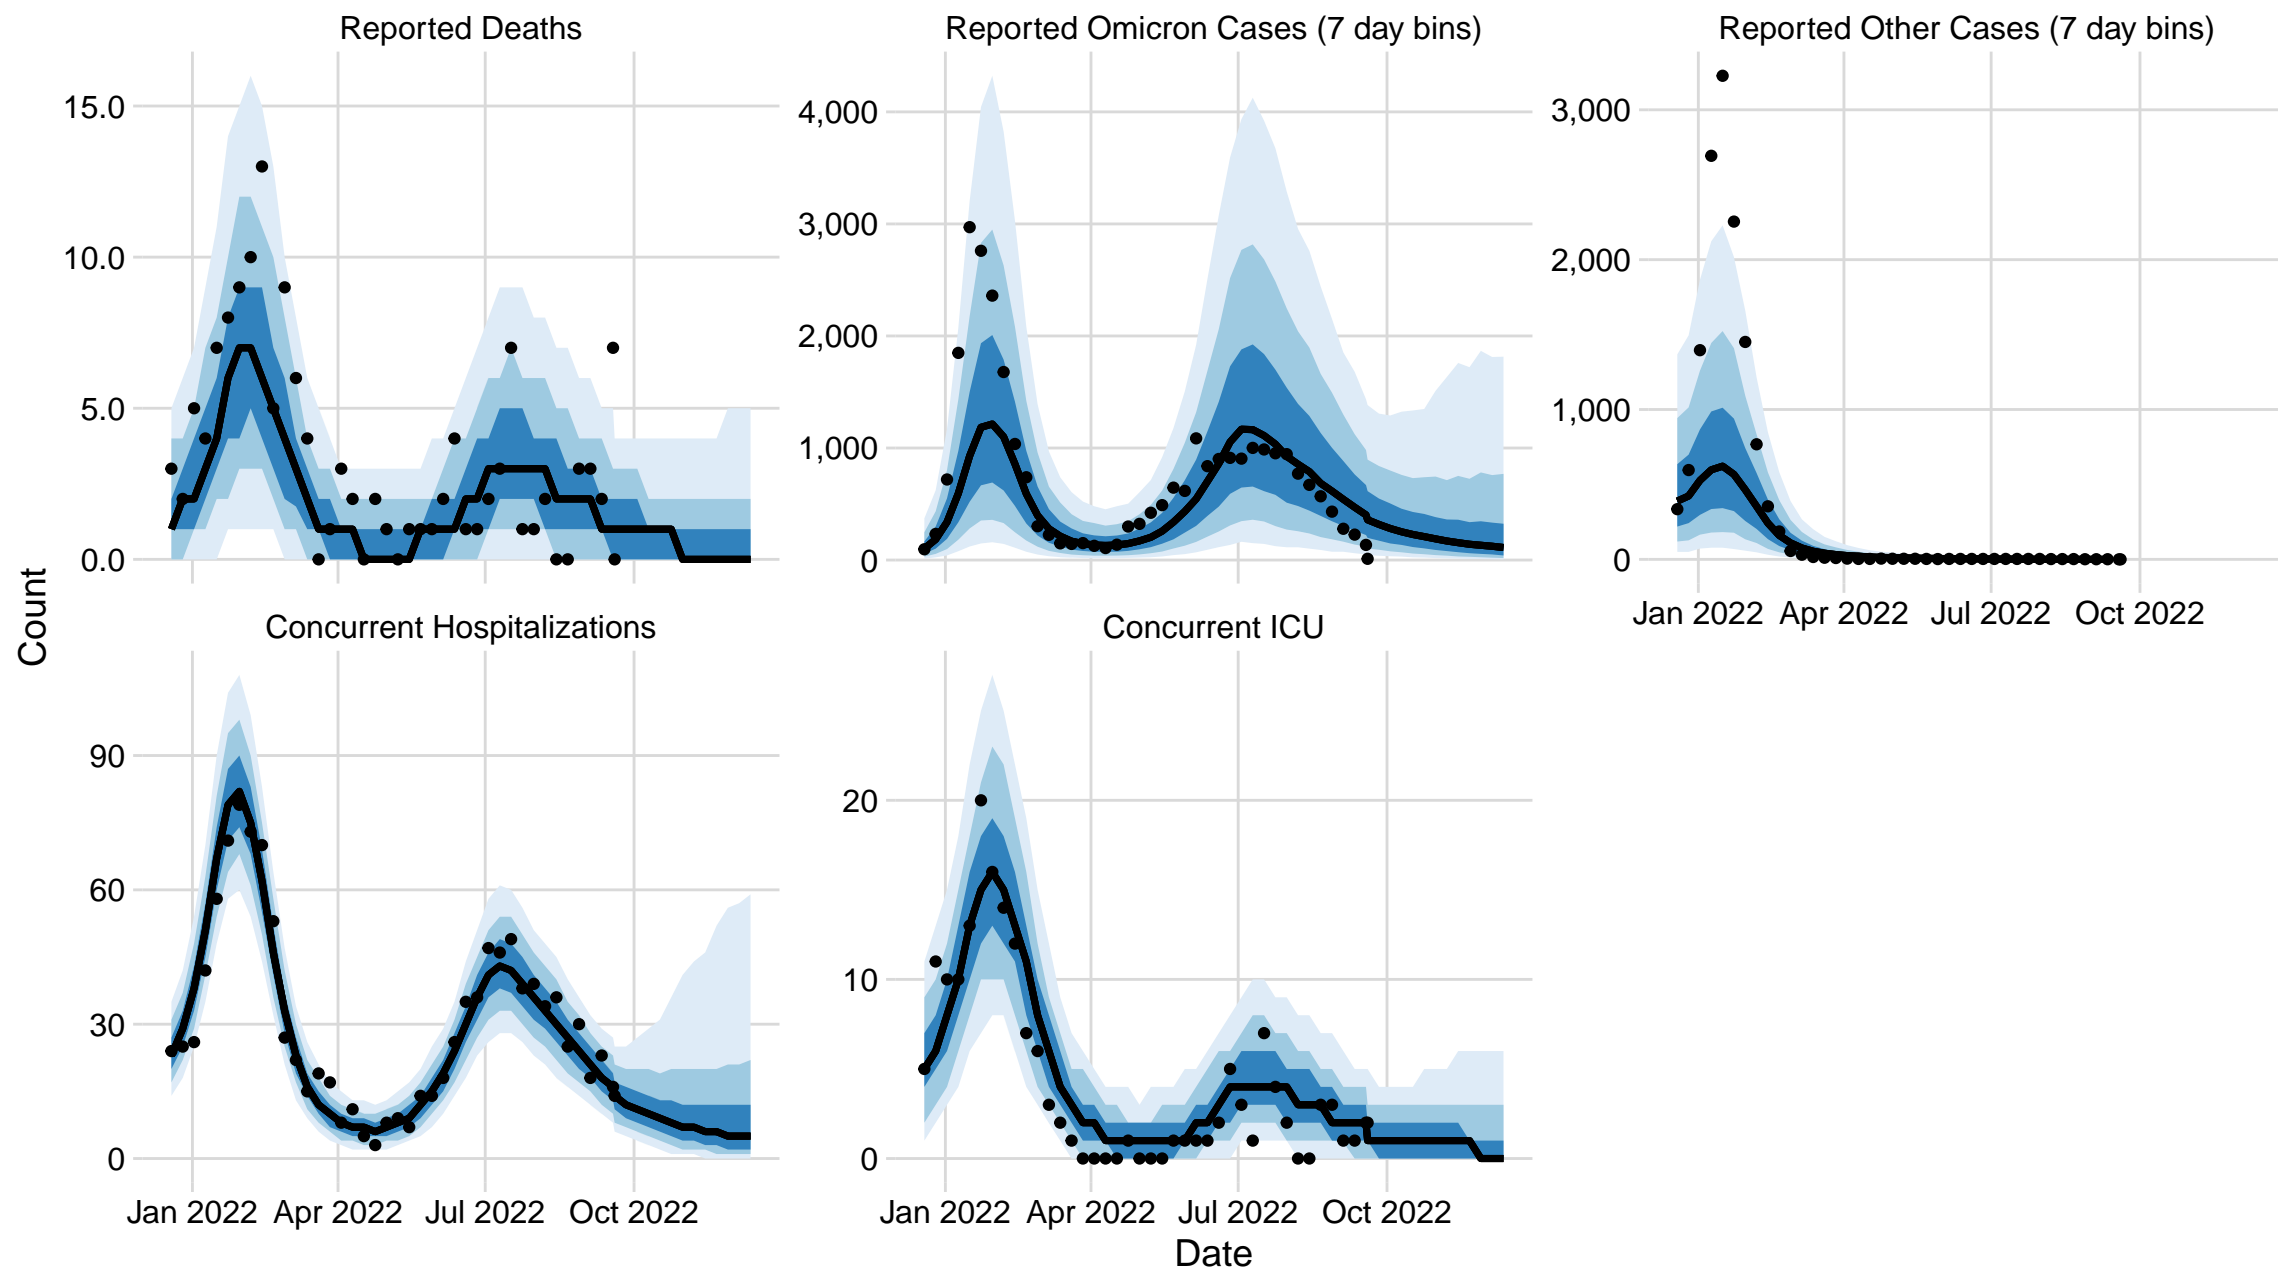 Reported Deaths
Reported Omicron Cases (7 day bins)
Reported Other Cases (7 day bins)
15.0
10.0
5.0
0.0
4,000
3,000
2,000
1,000
0
3,000
2,000
1,000
0
Jan 2022 Apr 2022 Jul 2022 Oct 2022
Count
Concurrent Hospitalizations
Concurrent ICU
90
60
30
0
20
10
0
Jan 2022 Apr 2022 Jul 2022 Oct 2022
Jan 2022 Apr 2022 Jul 2022 Oct 2022
Date